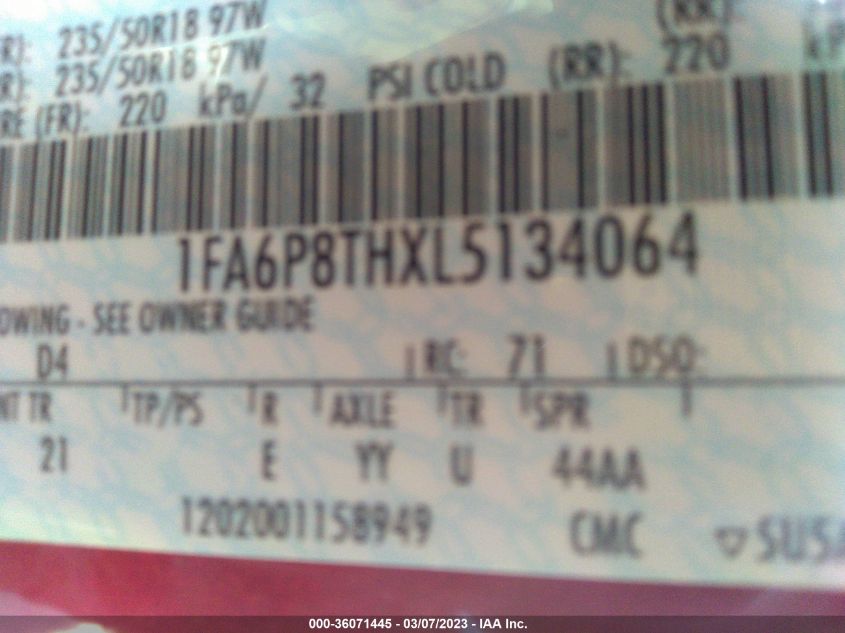 R): 235/50R18 97W (RR):
R): 235/50R18 97W
RE (FR): 220 kPa/ 32 PSI COLD (RR): 220 kP
1FA6P8THXL5134064
OWING - SEE OWNER GUIDE
D4 RC: 71 DSO:
NT TR TP/PS R AXLE TR SPR
21 E YY U 44AA
1202001158949 CMC ▽ SUSA
000-36071445 - 03/07/2023 - IAA Inc.